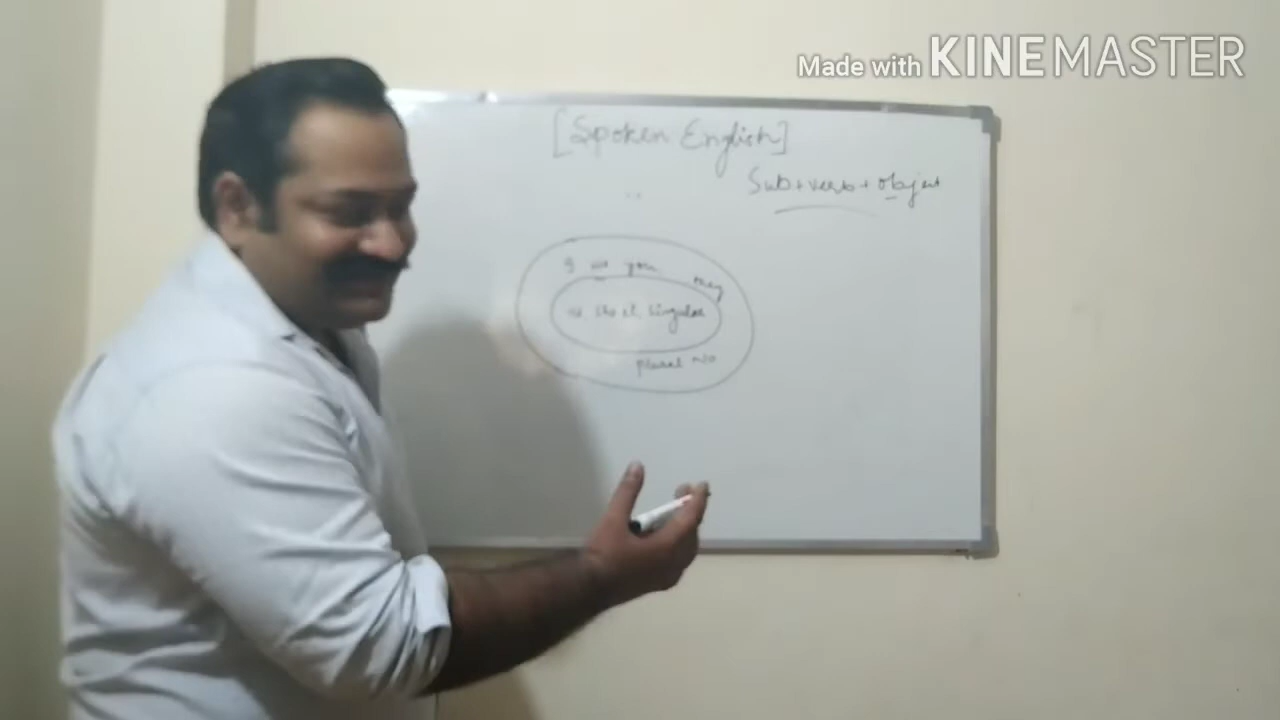 Made with KINEMASTER
[Spoken English]
Sub + verb + object
I we you
they
he she it singular
plural No